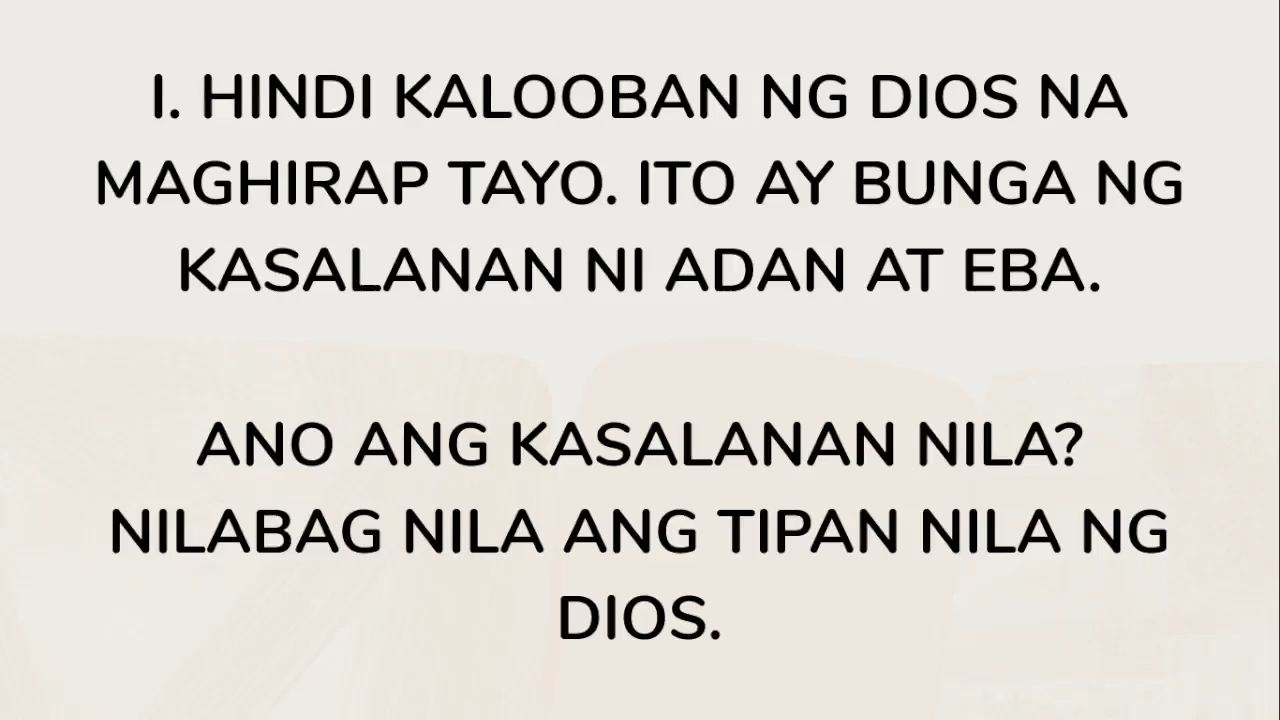 I. HINDI KALOOBAN NG DIOS NA
MAGHIRAP TAYO. ITO AY BUNGA NG
KASALANAN NI ADAN AT EBA.
ANO ANG KASALANAN NILA?
NILABAG NILA ANG TIPAN NILA NG
DIOS.